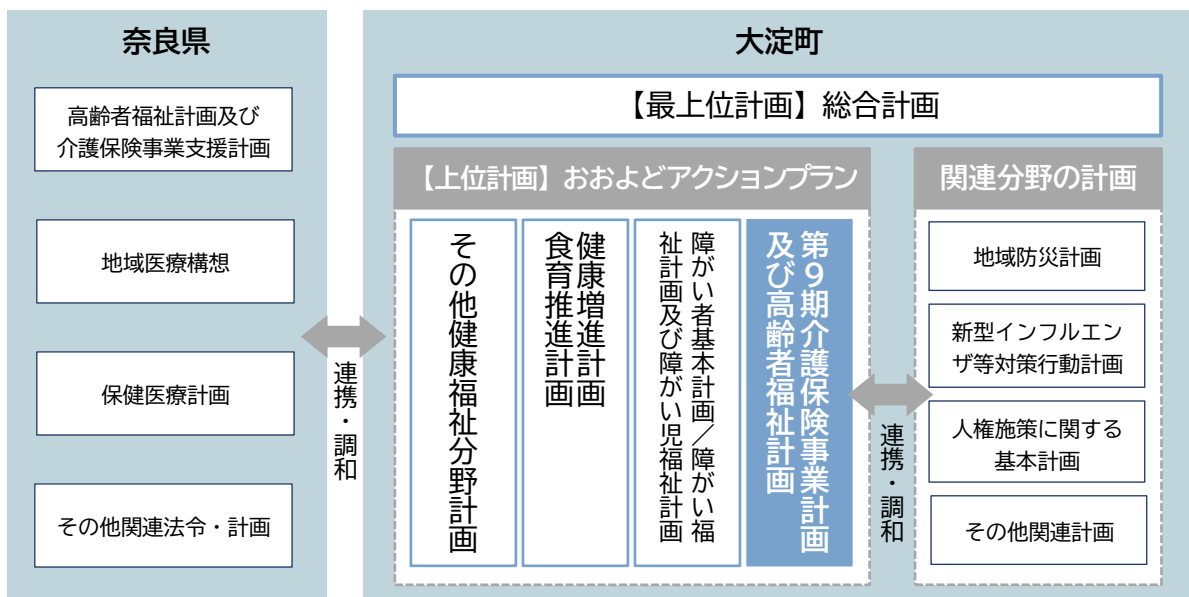 奈良県
高齢者福祉計画及び
介護保険事業支援計画
地域医療構想
保健医療計画
その他関連法令・計画
連携・調和
大淀町
【最上位計画】総合計画
【上位計画】おおよどアクションプラン
その他健康福祉分野計画
健康増進計画
食育推進計画
障がい者基本計画／障がい福
祉計画及び障がい児福祉計画
第９期介護保険事業計画
及び高齢者福祉計画
連携・調和
関連分野の計画
地域防災計画
新型インフルエン
ザ等対策行動計画
人権施策に関する
基本計画
その他関連計画